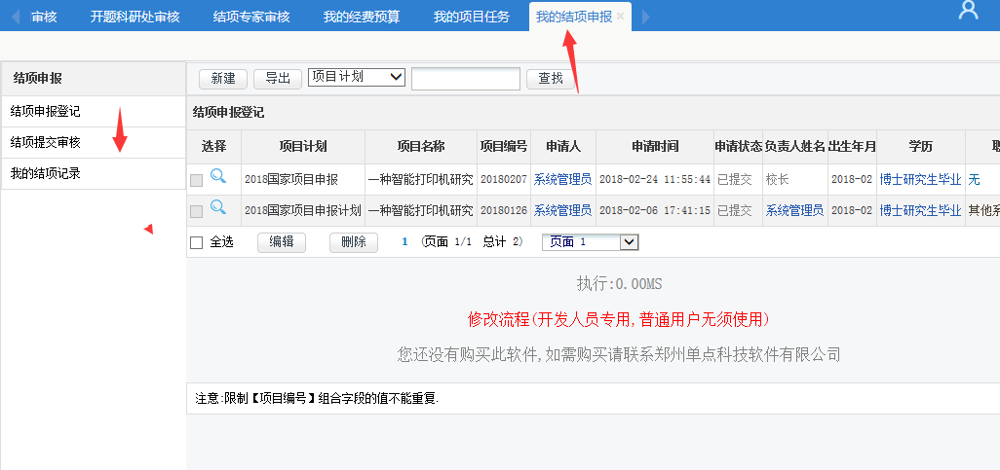 审核 开题科研处审核 结项专家审核 我的经费预算 我的项目任务 我的结项申报 ×
结项申报
结项申报登记
结项提交审核
我的结项记录
新建 导出 项目计划 查找
结项申报登记
选择 项目计划 项目名称 项目编号 申请人 申请时间 申请状态 负责人姓名 出生年月 学历
2018国家项目申报 一种智能打印机研究 20180207 系统管理员 2018-02-24 11:55:44 已提交 校长 2018-02 博士研究生毕业 无
2018国家项目申报计划 一种智能打印机研究 20180126 系统管理员 2018-02-06 17:41:15 已提交 系统管理员 2018-02 博士研究生毕业 其他
全选 编辑 删除 1 (页面 1/1 总计 2) 页面 1
执行:0.00MS
修改流程(开发人员专用,普通用户无须使用)
您还没有购买此软件,如需购买请联系郑州单点科技软件有限公司
注意:限制【项目编号】组合字段的值不能重复.